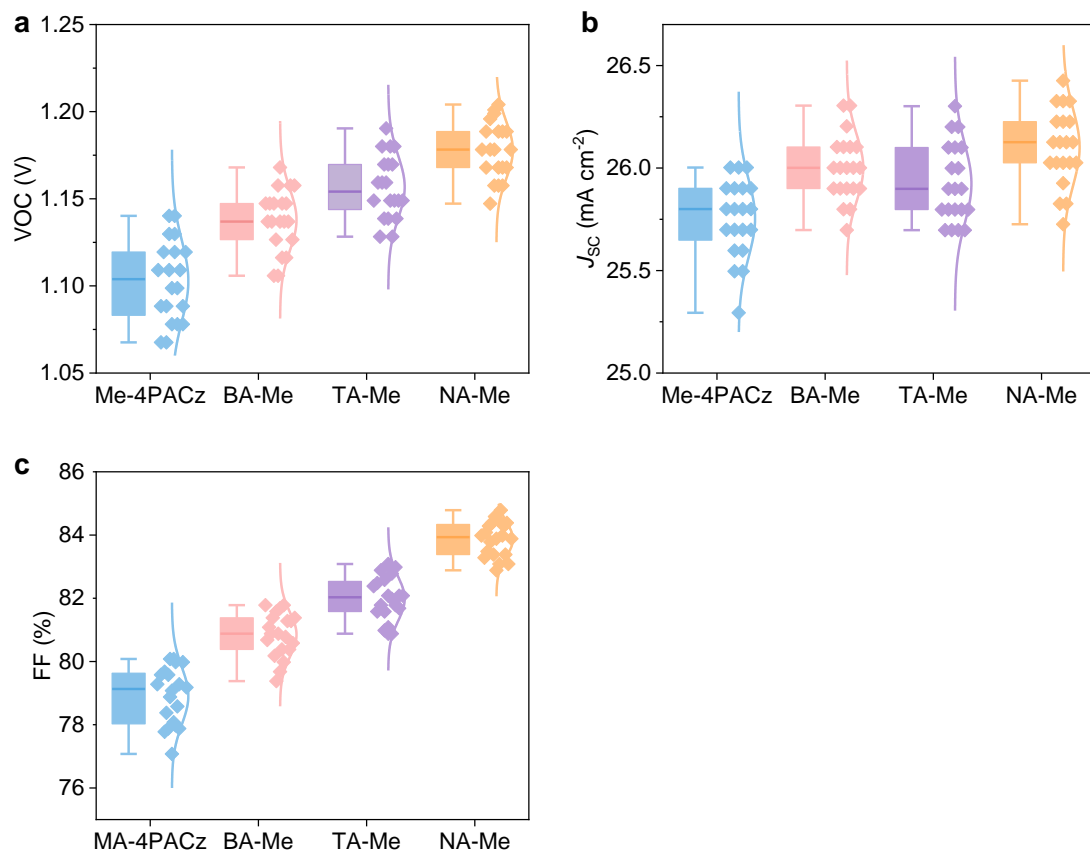 a
VOC (V)
1.25
1.20
1.15
1.10
1.05
Me-4PACz BA-Me TA-Me NA-Me
b
J_SC (mA cm⁻²)
26.5
26.0
25.5
25.0
Me-4PACz BA-Me TA-Me NA-Me
c
FF (%)
86
84
82
80
78
76
MA-4PACz BA-Me TA-Me NA-Me